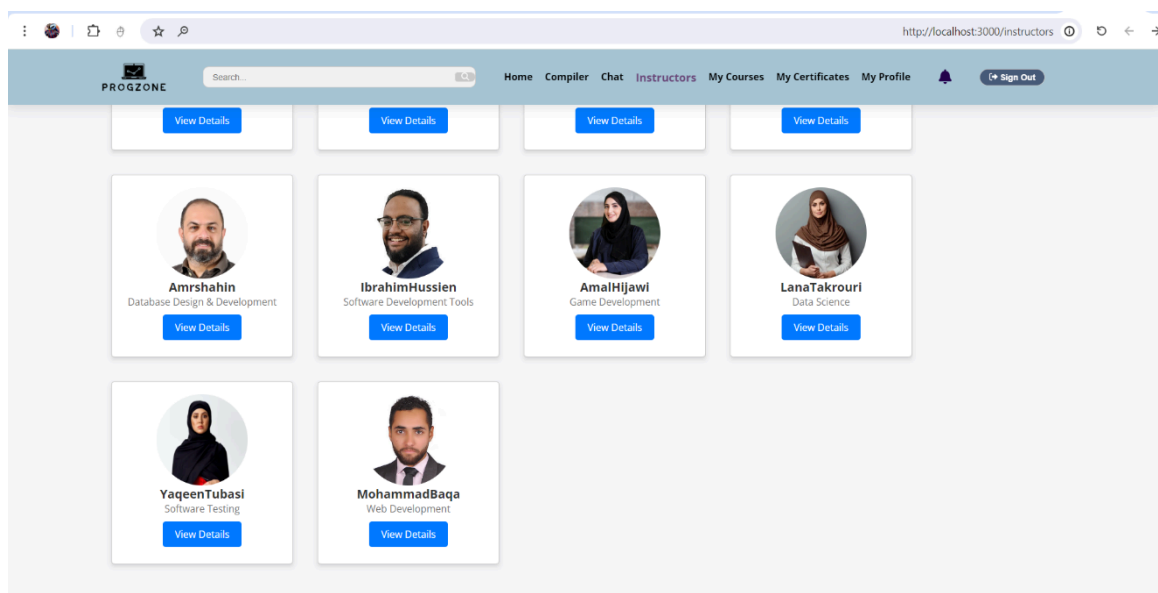 http://localhost:3000/instructors
PROGZONE
Search...
Home Compiler Chat Instructors My Courses My Certificates My Profile
Sign Out
View Details View Details View Details View Details
Amrshahin IbrahimHussien AmalHijawi LanaTakrouri
Database Design & Development Software Development Tools Game Development Data Science
View Details View Details View Details View Details
YaqeenTubasi MohammadBaqa
Software Testing Web Development
View Details View Details